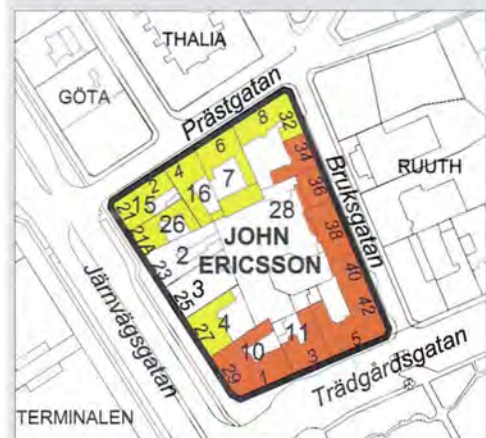 THALIA
GÖTA
Prästgatan
8
32
6
34
4
2
7
16
36
RUUTH
15
21
Bruksgatan
26
28
21A
38
JOHN
2
23
ERICSSON
3
25
40
Järnvägsgatan
4
27
42
11
10
5
3
29
1
Trädgårdsgatan
TERMINALEN